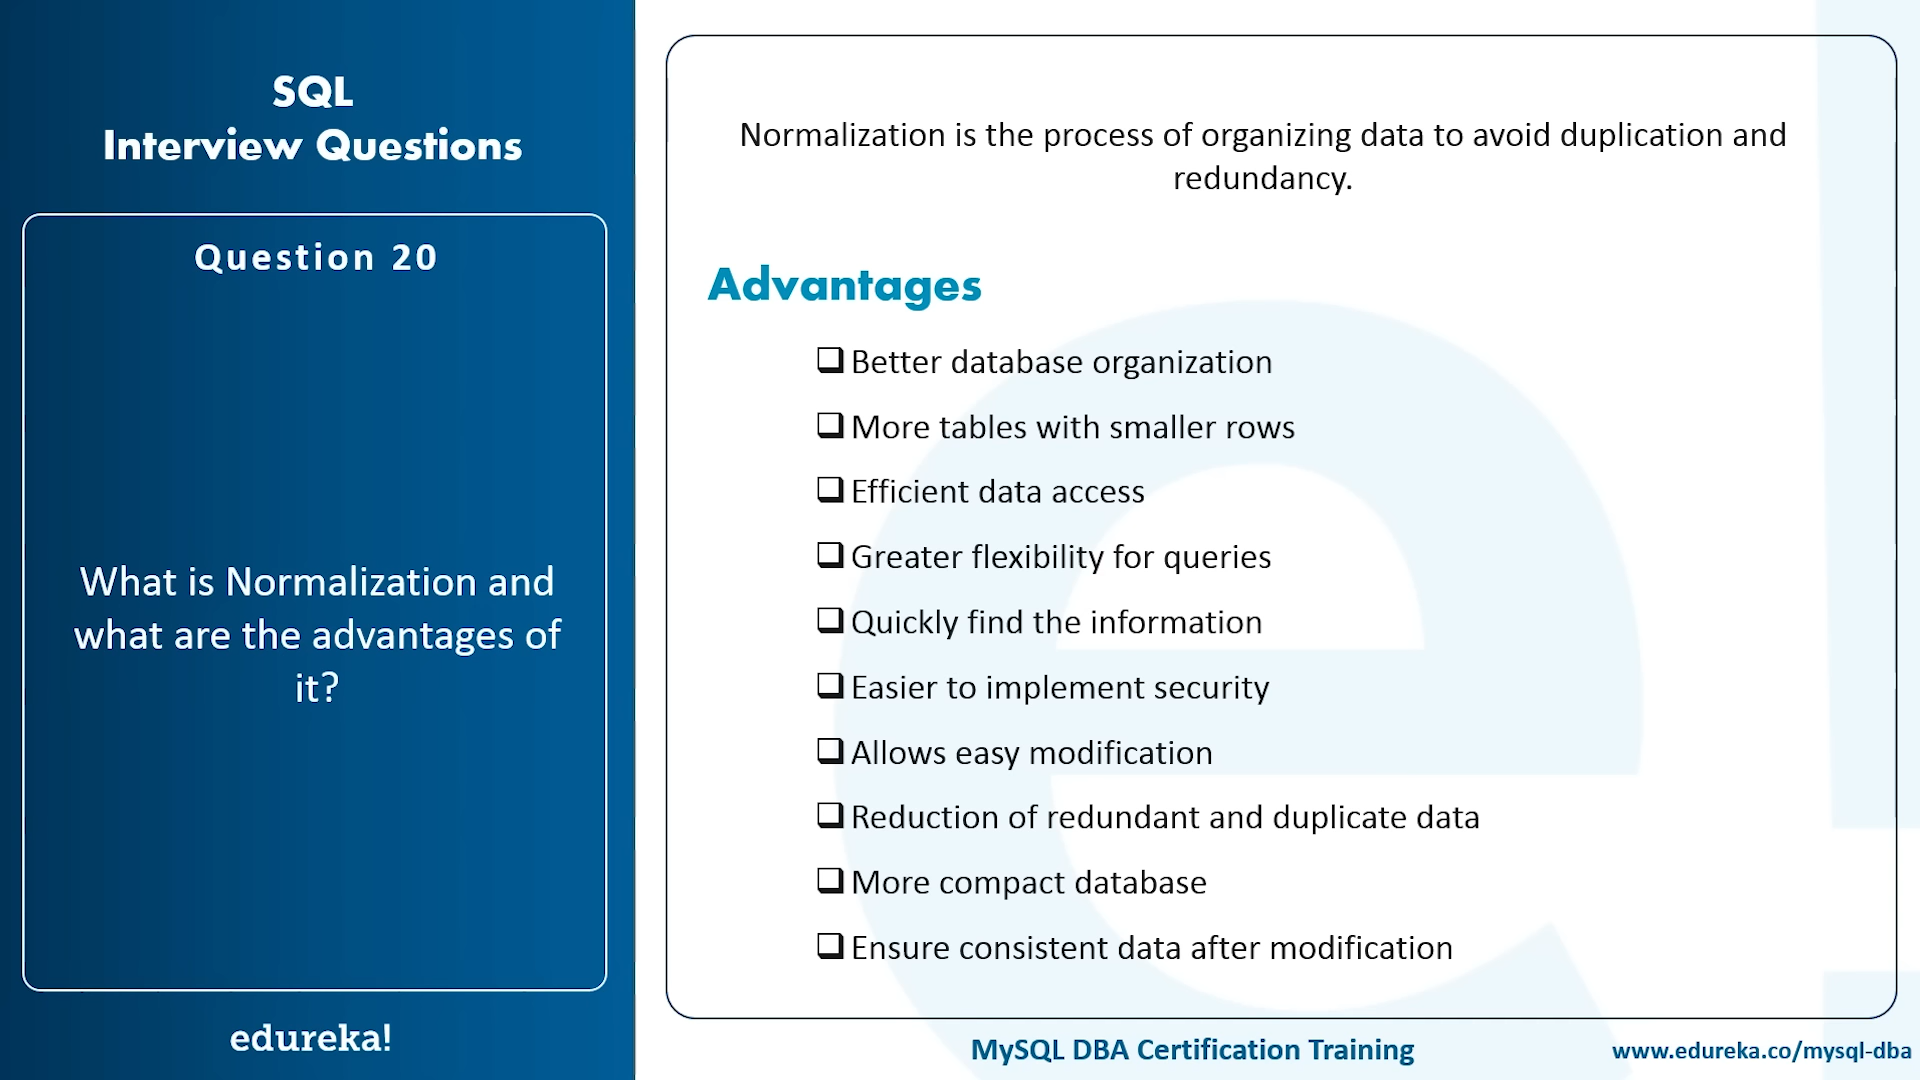 SQL
Interview Questions
Question 20
What is Normalization and
what are the advantages of
it?
edureka!
Normalization is the process of organizing data to avoid duplication and
redundancy.
Advantages
Better database organization
More tables with smaller rows
Efficient data access
Greater flexibility for queries
Quickly find the information
Easier to implement security
Allows easy modification
Reduction of redundant and duplicate data
More compact database
Ensure consistent data after modification
MySQL DBA Certification Training
www.edureka.co/mysql-dba